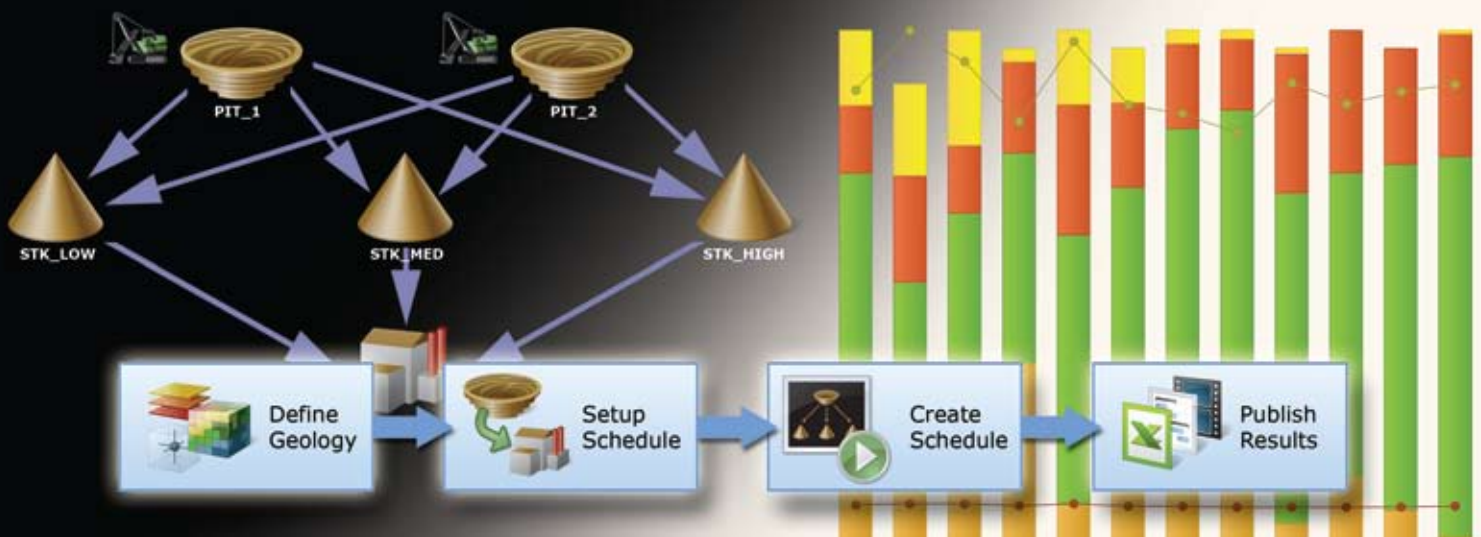 PIT_1
PIT_2
STK_LOW
STK_MED
STK_HIGH
Define
Geology
Setup
Schedule
Create
Schedule
Publish
Results